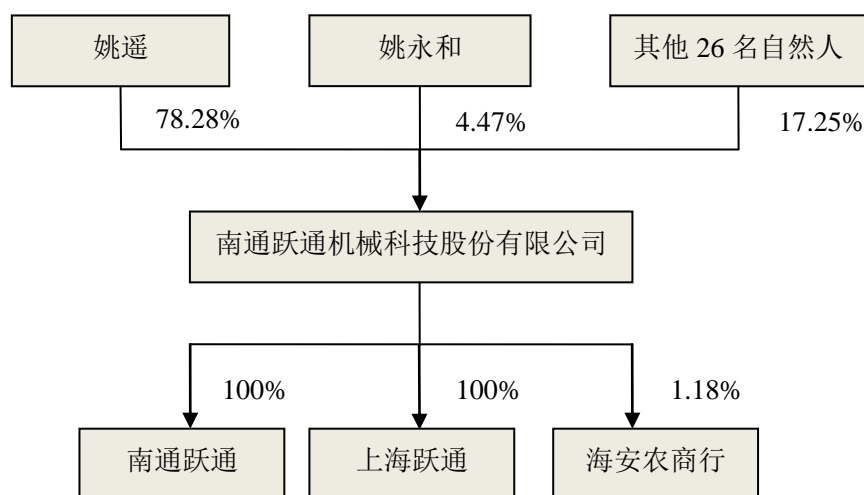 姚遥
姚永和
其他 26 名自然人
78.28%
4.47%
17.25%
南通跃通机械科技股份有限公司
100%
100%
1.18%
南通跃通
上海跃通
海安农商行